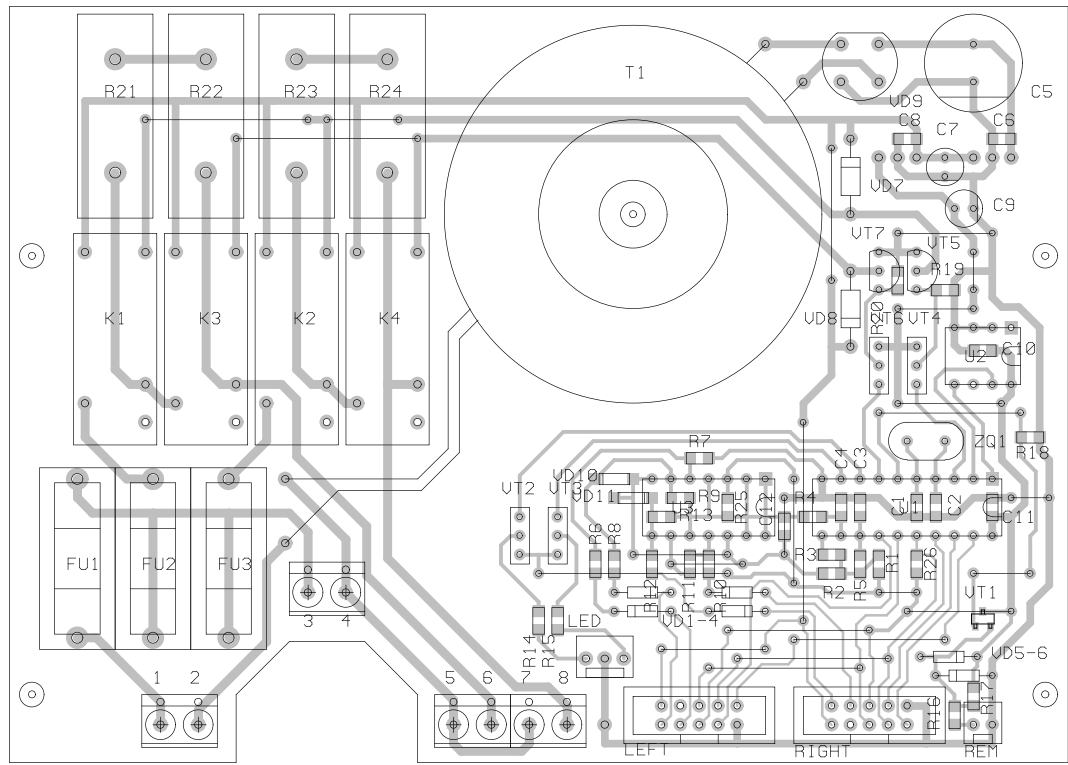 T1
R21 R22 R23 R24
C5
VD9
C8
C7
C6
VD7
C9
VT7
VT5
R19
K1 K3 K2 K4
VD8
R20
VT6
VT4
U2
C10
ZQ1
R18
R7
VD10
VT2
VT3
VD11
R9
R13
R25
C12
R4
C4
C3
C1
U1
C2
C11
R6
R8
FU1 FU2 FU3
R3
R2
R5
R1
R26
R12
R11
R10
VT1
3 4
VD1-4
LED
R14
R15
VD5-6
1 2
5 6 7 8
R16
R17
LEFT
RIGHT
REM